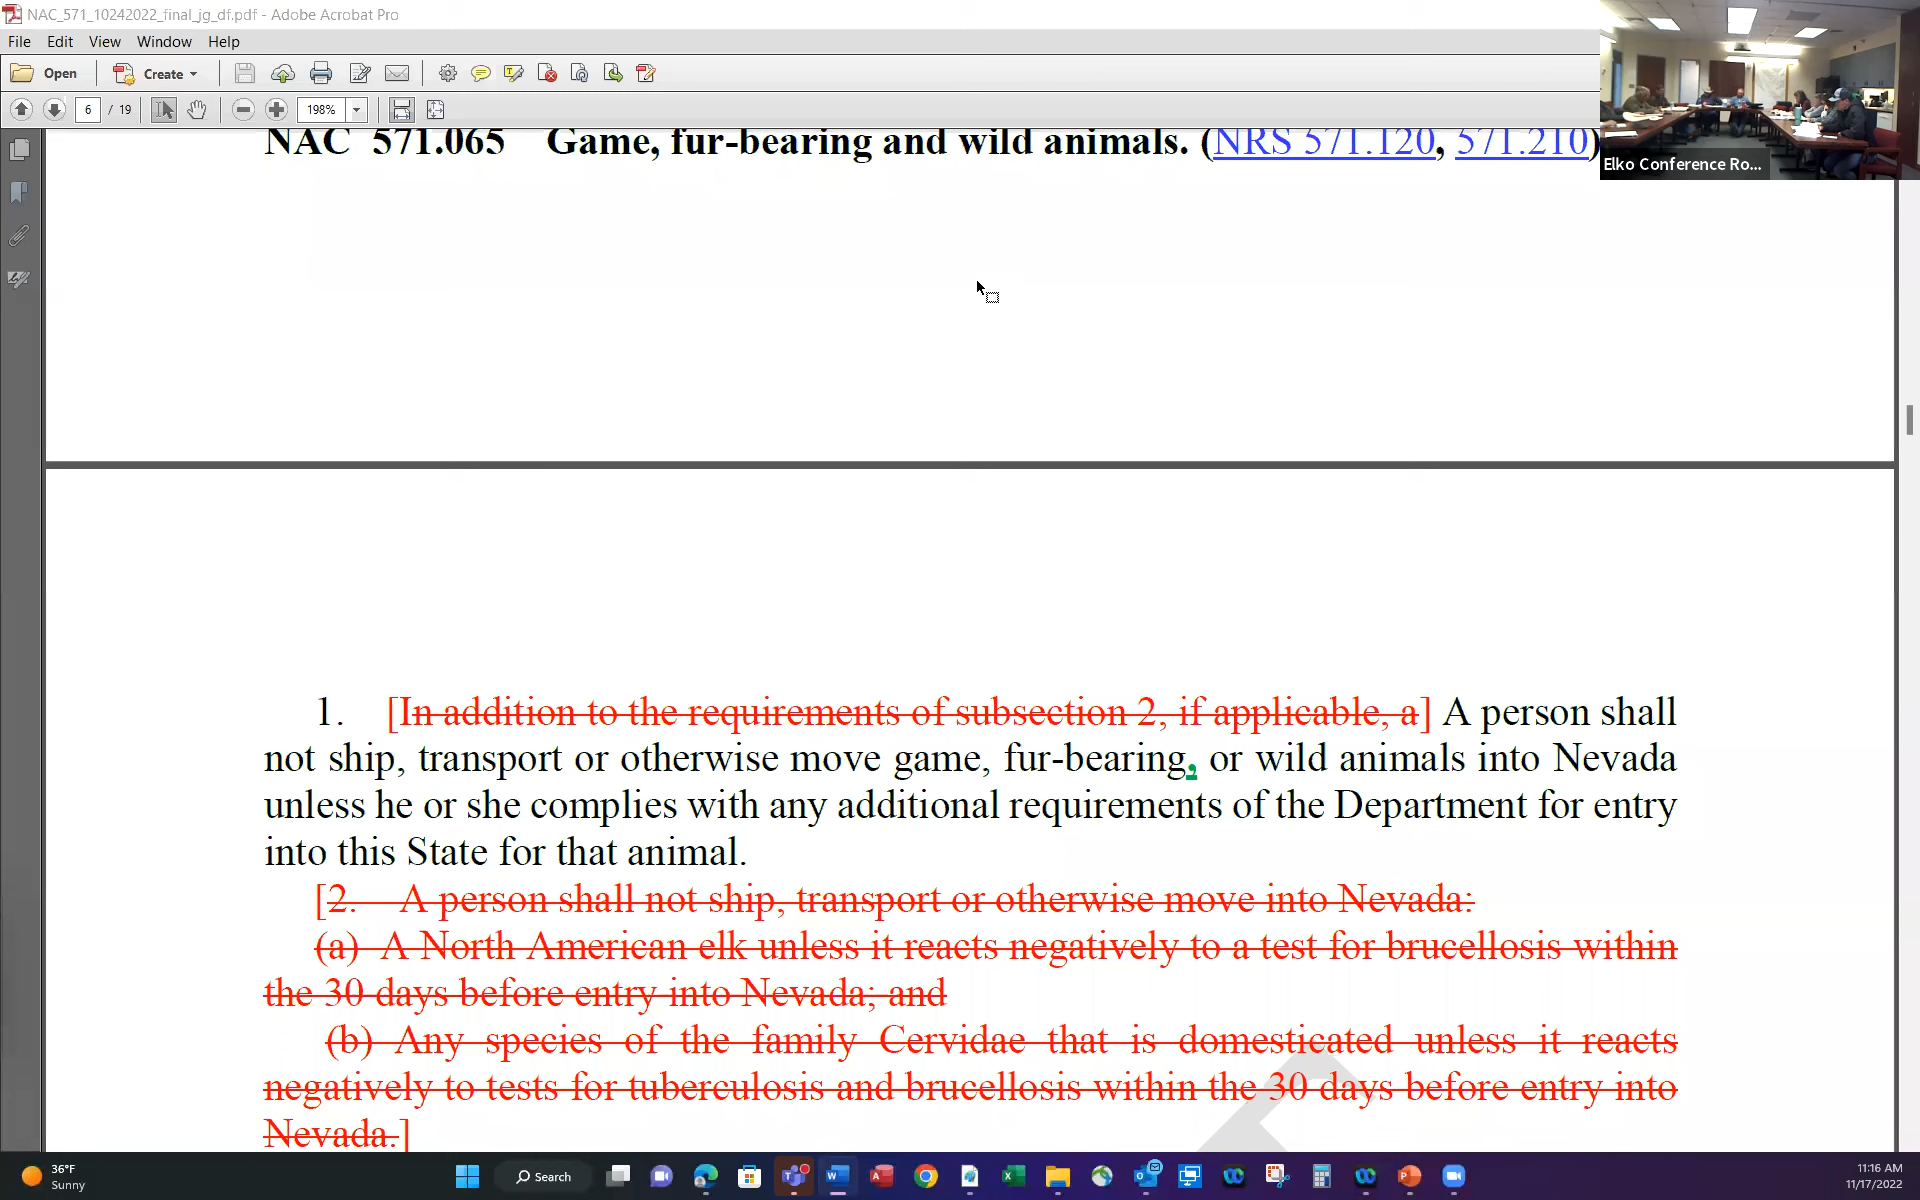 NAC_571_10242022_final_jg_df.pdf - Adobe Acrobat Pro
File Edit View Window Help
Open Create
6 / 19 198%
Elko Conference Ro...
NAC 571.065 Game, fur-bearing and wild animals. (NRS 571.120, 571.210)
1. [In addition to the requirements of subsection 2, if applicable, a] A person shall
not ship, transport or otherwise move game, fur-bearing, or wild animals into Nevada
unless he or she complies with any additional requirements of the Department for entry
into this State for that animal.
[2. A person shall not ship, transport or otherwise move into Nevada:
(a) A North American elk unless it reacts negatively to a test for brucellosis within
the 30 days before entry into Nevada; and
(b) Any species of the family Cervidae that is domesticated unless it reacts
negatively to tests for tuberculosis and brucellosis within the 30 days before entry into
Nevada.]
36°F
Sunny
Search
11:16 AM
11/17/2022